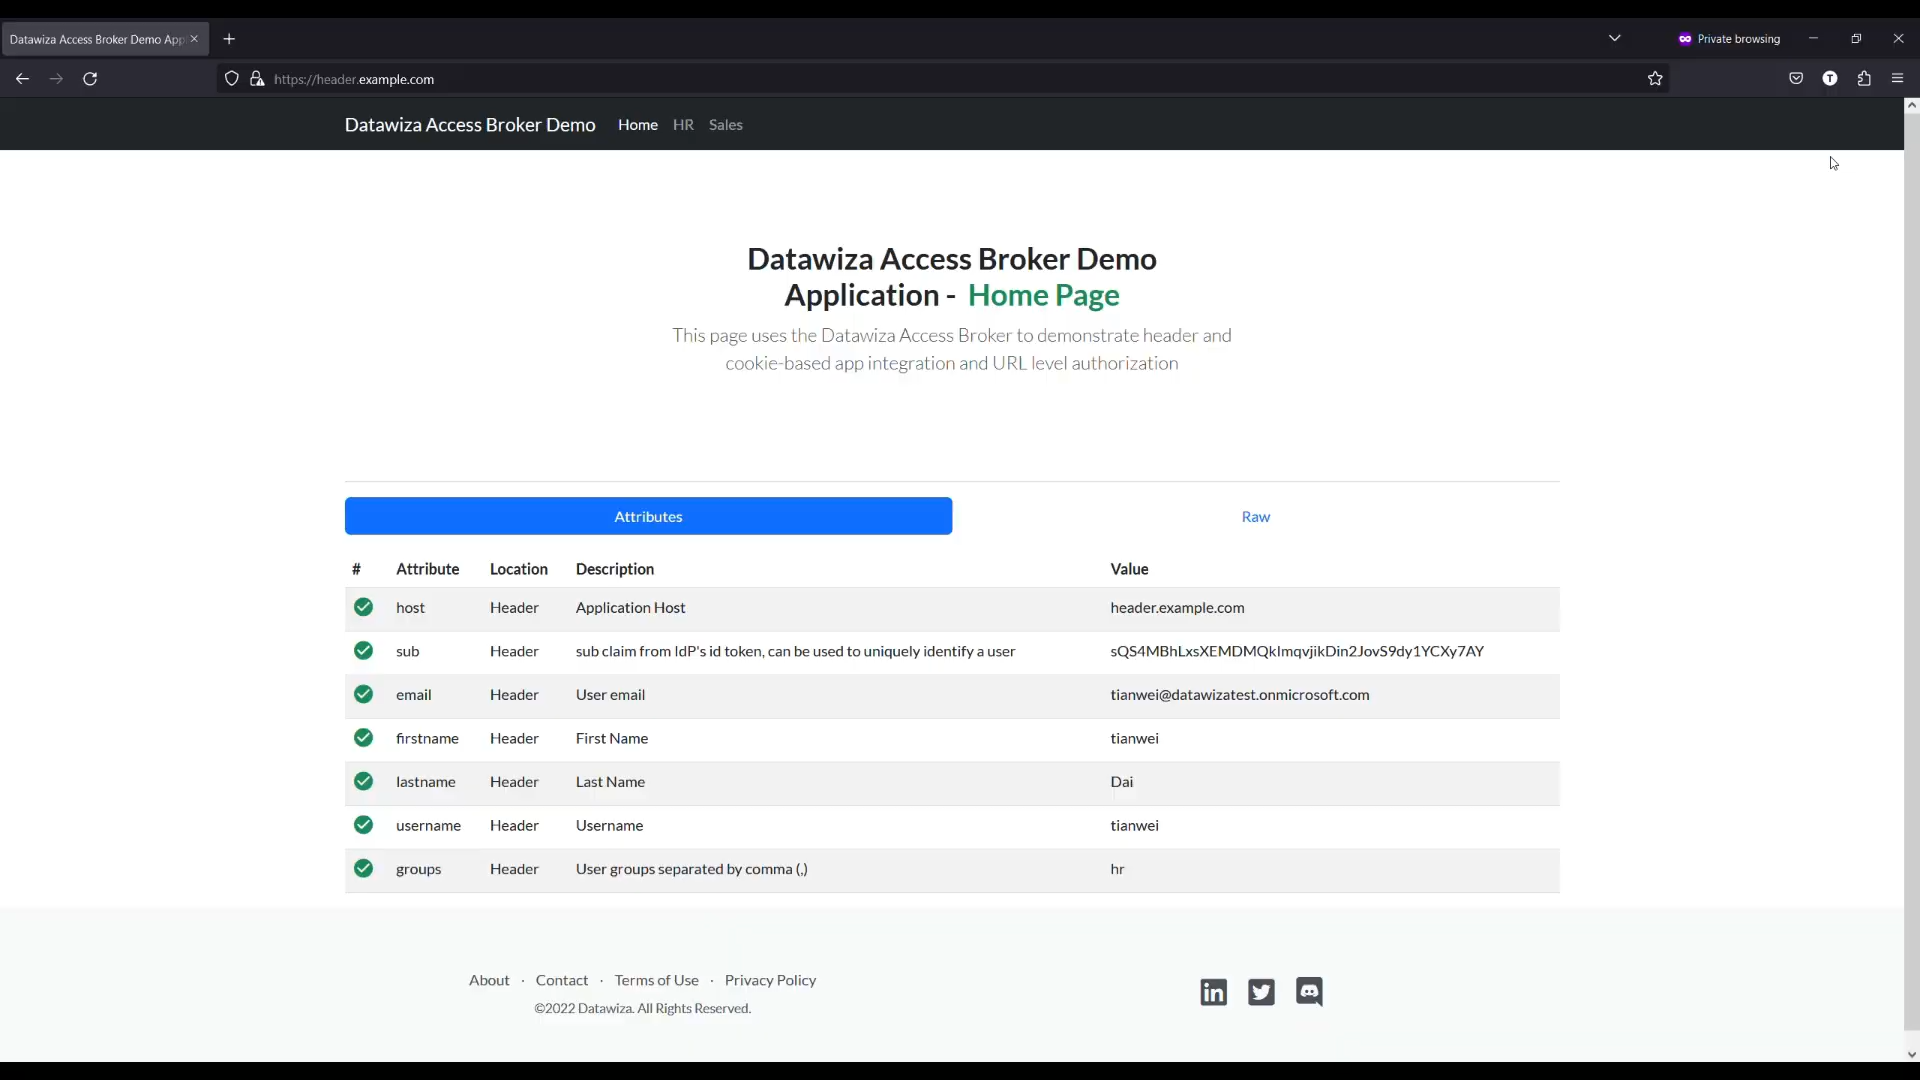 Datawiza Access Broker Demo App
Private browsing
https://header.example.com
T
Datawiza Access Broker Demo Home HR Sales
Datawiza Access Broker Demo
Application - Home Page
This page uses the Datawiza Access Broker to demonstrate header and
cookie-based app integration and URL level authorization
Attributes Raw
# Attribute Location Description Value
host Header Application Host header.example.com
sub Header sub claim from IdP's id token, can be used to uniquely identify a user sQS4MBhLxsXEMDMQkImqvjikDin2JovS9dy1YCXy7AY
email Header User email tianwei@datawizatest.onmicrosoft.com
firstname Header First Name tianwei
lastname Header Last Name Dai
username Header Username tianwei
groups Header User groups separated by comma (,) hr
About · Contact · Terms of Use · Privacy Policy
©2022 Datawiza. All Rights Reserved.
in